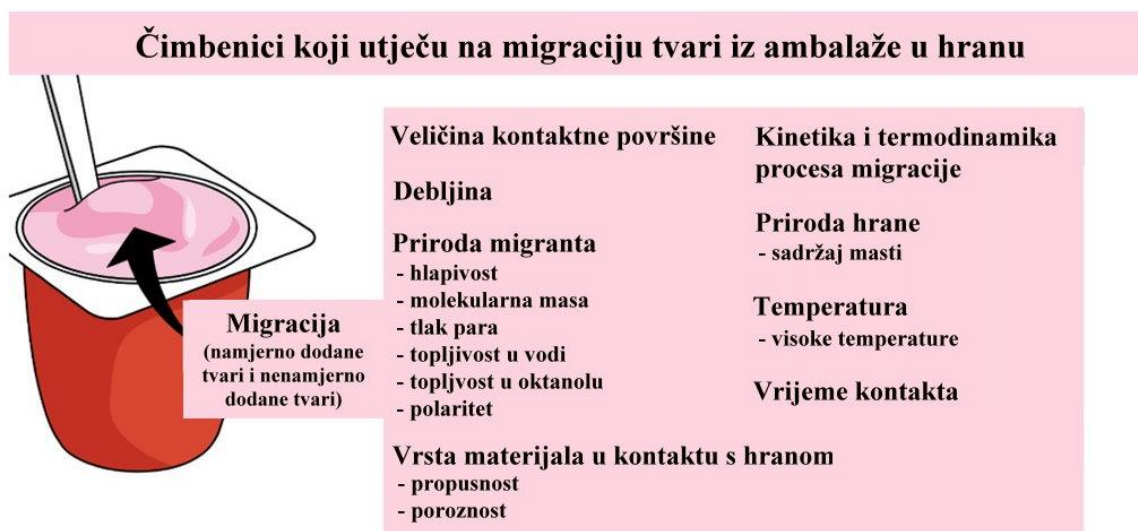 Čimbenici koji utječu na migraciju tvari iz ambalaže u hranu
Migracija
(namjerno dodane
tvari i nenamjerno
dodane tvari)
Veličina kontaktne površine
Debljina
Priroda migranta
- hlapivost
- molekularna masa
- tlak para
- topljivost u vodi
- topljvost u oktanolu
- polaritet
Vrsta materijala u kontaktu s hranom
- propusnost
- poroznost
Kinetika i termodinamika
procesa migracije
Priroda hrane
- sadržaj masti
Temperatura
- visoke temperature
Vrijeme kontakta